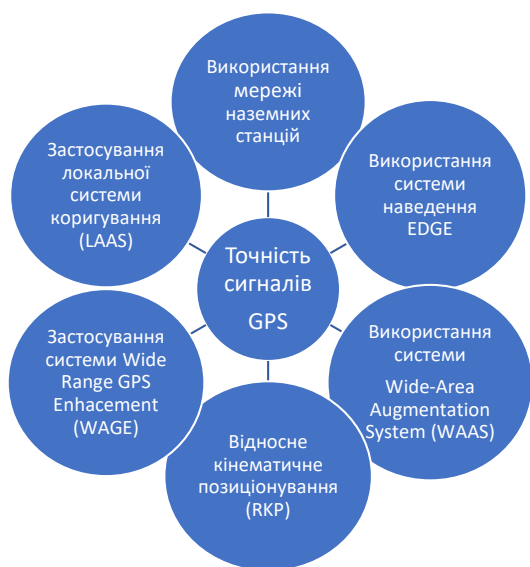 Використання
мережі
наземних
станцій
Використання
системи
наведення
EDGE
Використання
системи
Wide-Area
Augmentation
System (WAAS)
Відносне
кінематичне
позиціонування
(RKP)
Застосування
системи Wide
Range GPS
Enhacement
(WAGE)
Застосування
локальної
системи
коригування
(LAAS)
Точність
сигналів
GPS